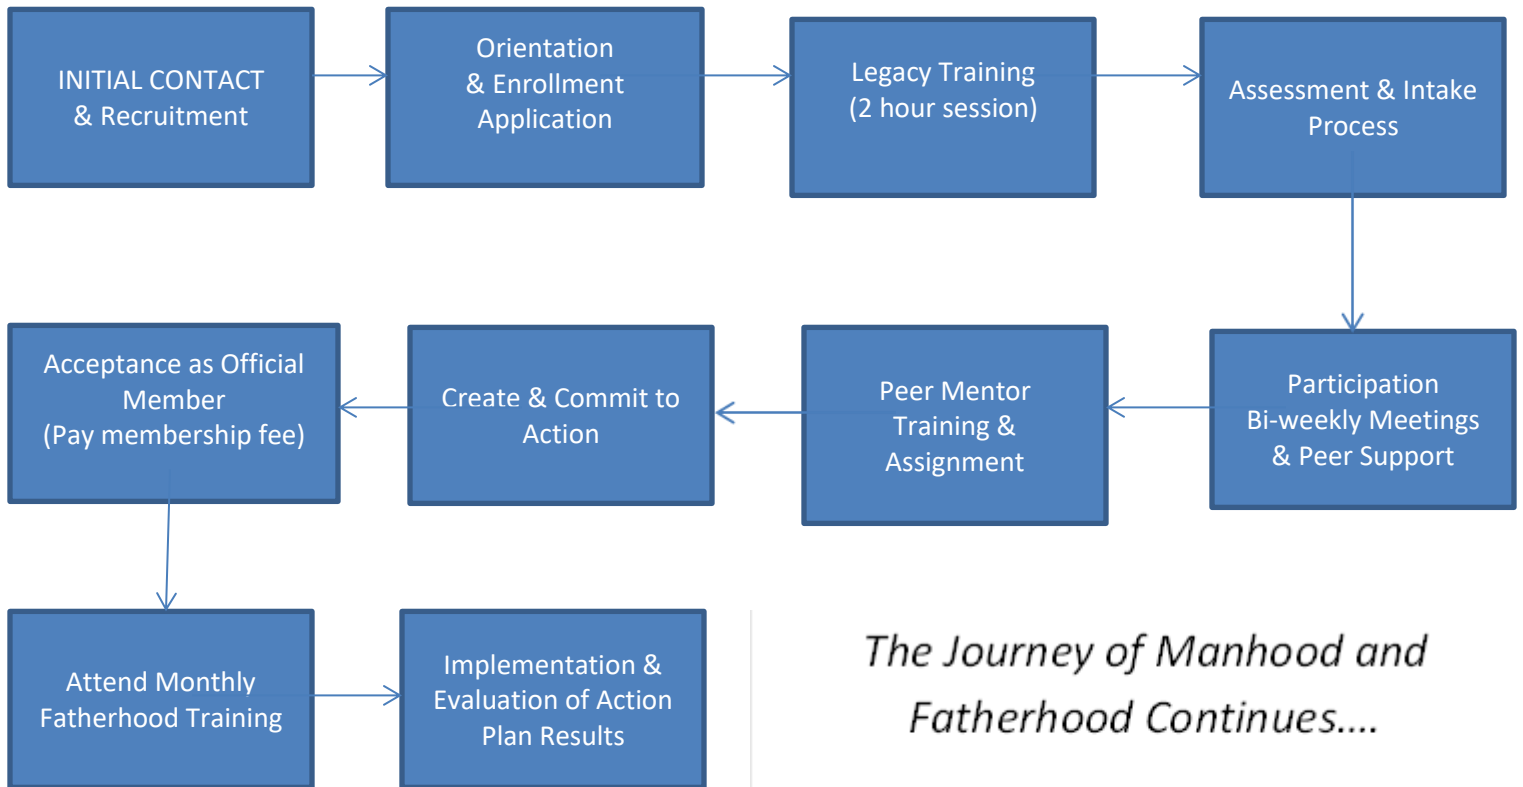 INITIAL CONTACT
& Recruitment
Orientation
& Enrollment
Application
Legacy Training
(2 hour session)
Assessment & Intake
Process
Acceptance as Official
Member
(Pay membership fee)
Create & Commit to
Action
Peer Mentor
Training &
Assignment
Participation
Bi-weekly Meetings
& Peer Support
Attend Monthly
Fatherhood Training
Implementation &
Evaluation of Action
Plan Results
The Journey of Manhood and
Fatherhood Continues....